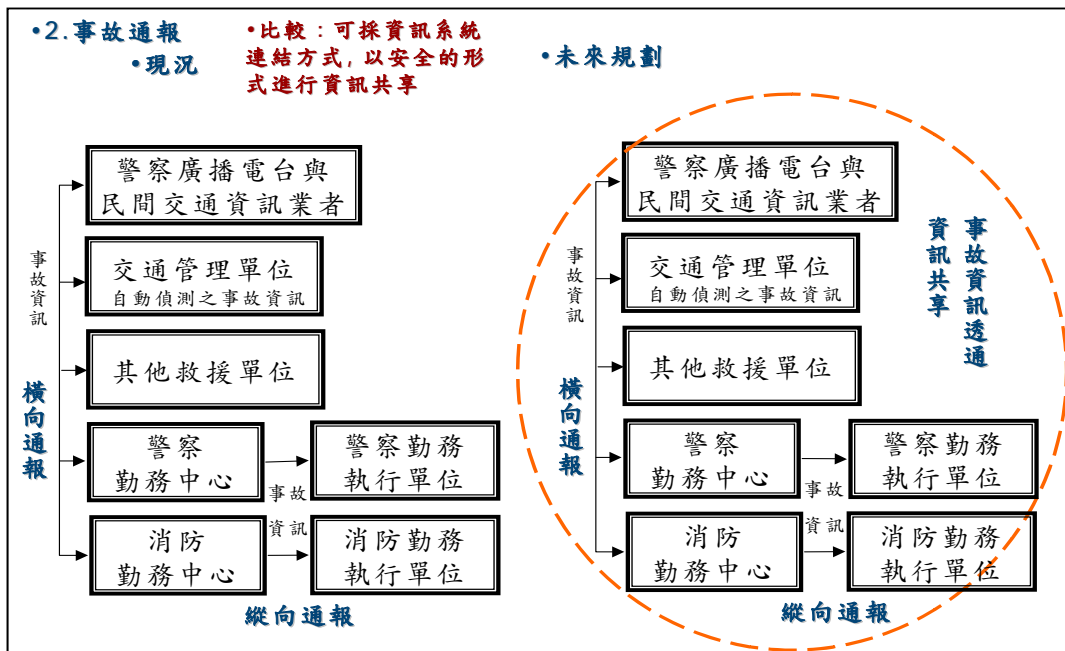 •2.事故通報
•現況
•比較：可採資訊系統
連結方式，以安全的形
式進行資訊共享
•未來規劃
警察廣播電台與
民間交通資訊業者
交通管理單位
自動偵測之事故資訊
其他救援單位
警察
勤務中心
警察勤務
執行單位
消防
勤務中心
消防勤務
執行單位
事故資訊
橫向通報
事故
資訊
縱向通報
警察廣播電台與
民間交通資訊業者
交通管理單位
自動偵測之事故資訊
其他救援單位
警察
勤務中心
警察勤務
執行單位
消防
勤務中心
消防勤務
執行單位
事故資訊
橫向通報
事故
資訊
縱向通報
事故資訊透通
資訊共享